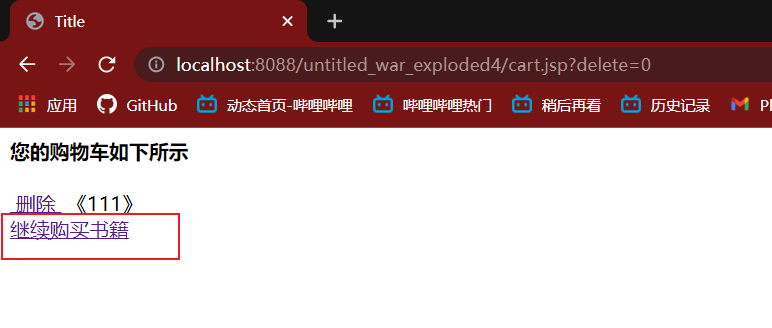 Title
localhost:8088/untitled_war_exploded4/cart.jsp?delete=0
应用 GitHub 动态首页-哔哩哔哩 哔哩哔哩热门 稍后再看 历史记录
您的购物车如下所示
删除 《111》
继续购买书籍